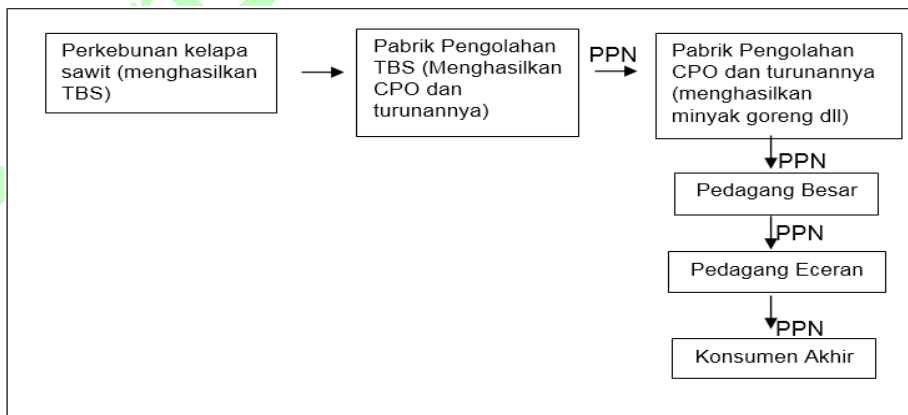 Perkebunan kelapa
sawit (menghasilkan
TBS)
Pabrik Pengolahan
TBS (Menghasilkan
CPO dan
turunannya)
PPN
Pabrik Pengolahan
CPO dan turunannya
(menghasilkan
minyak goreng dll)
PPN
Pedagang Besar
PPN
Pedagang Eceran
PPN
Konsumen Akhir